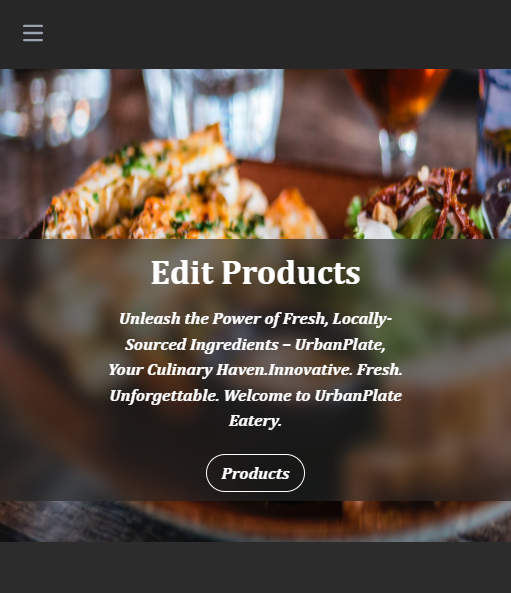 Edit Products
Unleash the Power of Fresh, Locally-
Sourced Ingredients – UrbanPlate,
Your Culinary Haven.Innovative. Fresh.
Unforgettable. Welcome to UrbanPlate
Eatery.
Products